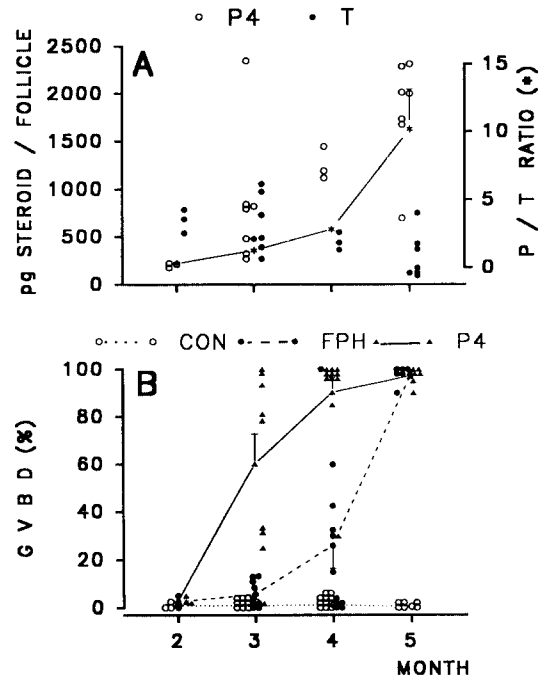 ○ P4 ● T
A
2500
2000
1500
1000
500
0
pg STEROID / FOLLICLE
15
10
5
0
P / T RATIO (*)
○·····○ CON ●- - -● FPH ▲——▲ P4
B
100
80
60
40
20
0
GVBD (%)
2 3 4 5
MONTH